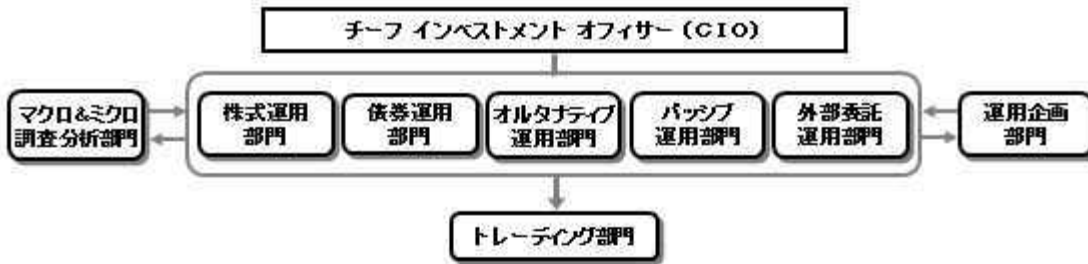 チーフ インベストメント オフィサー (CIO)
マクロ&ミクロ
調査分析部門
株式運用
部門
債券運用
部門
オルタナティブ
運用部門
パッシブ
運用部門
外部委託
運用部門
運用企画
部門
トレーディング部門